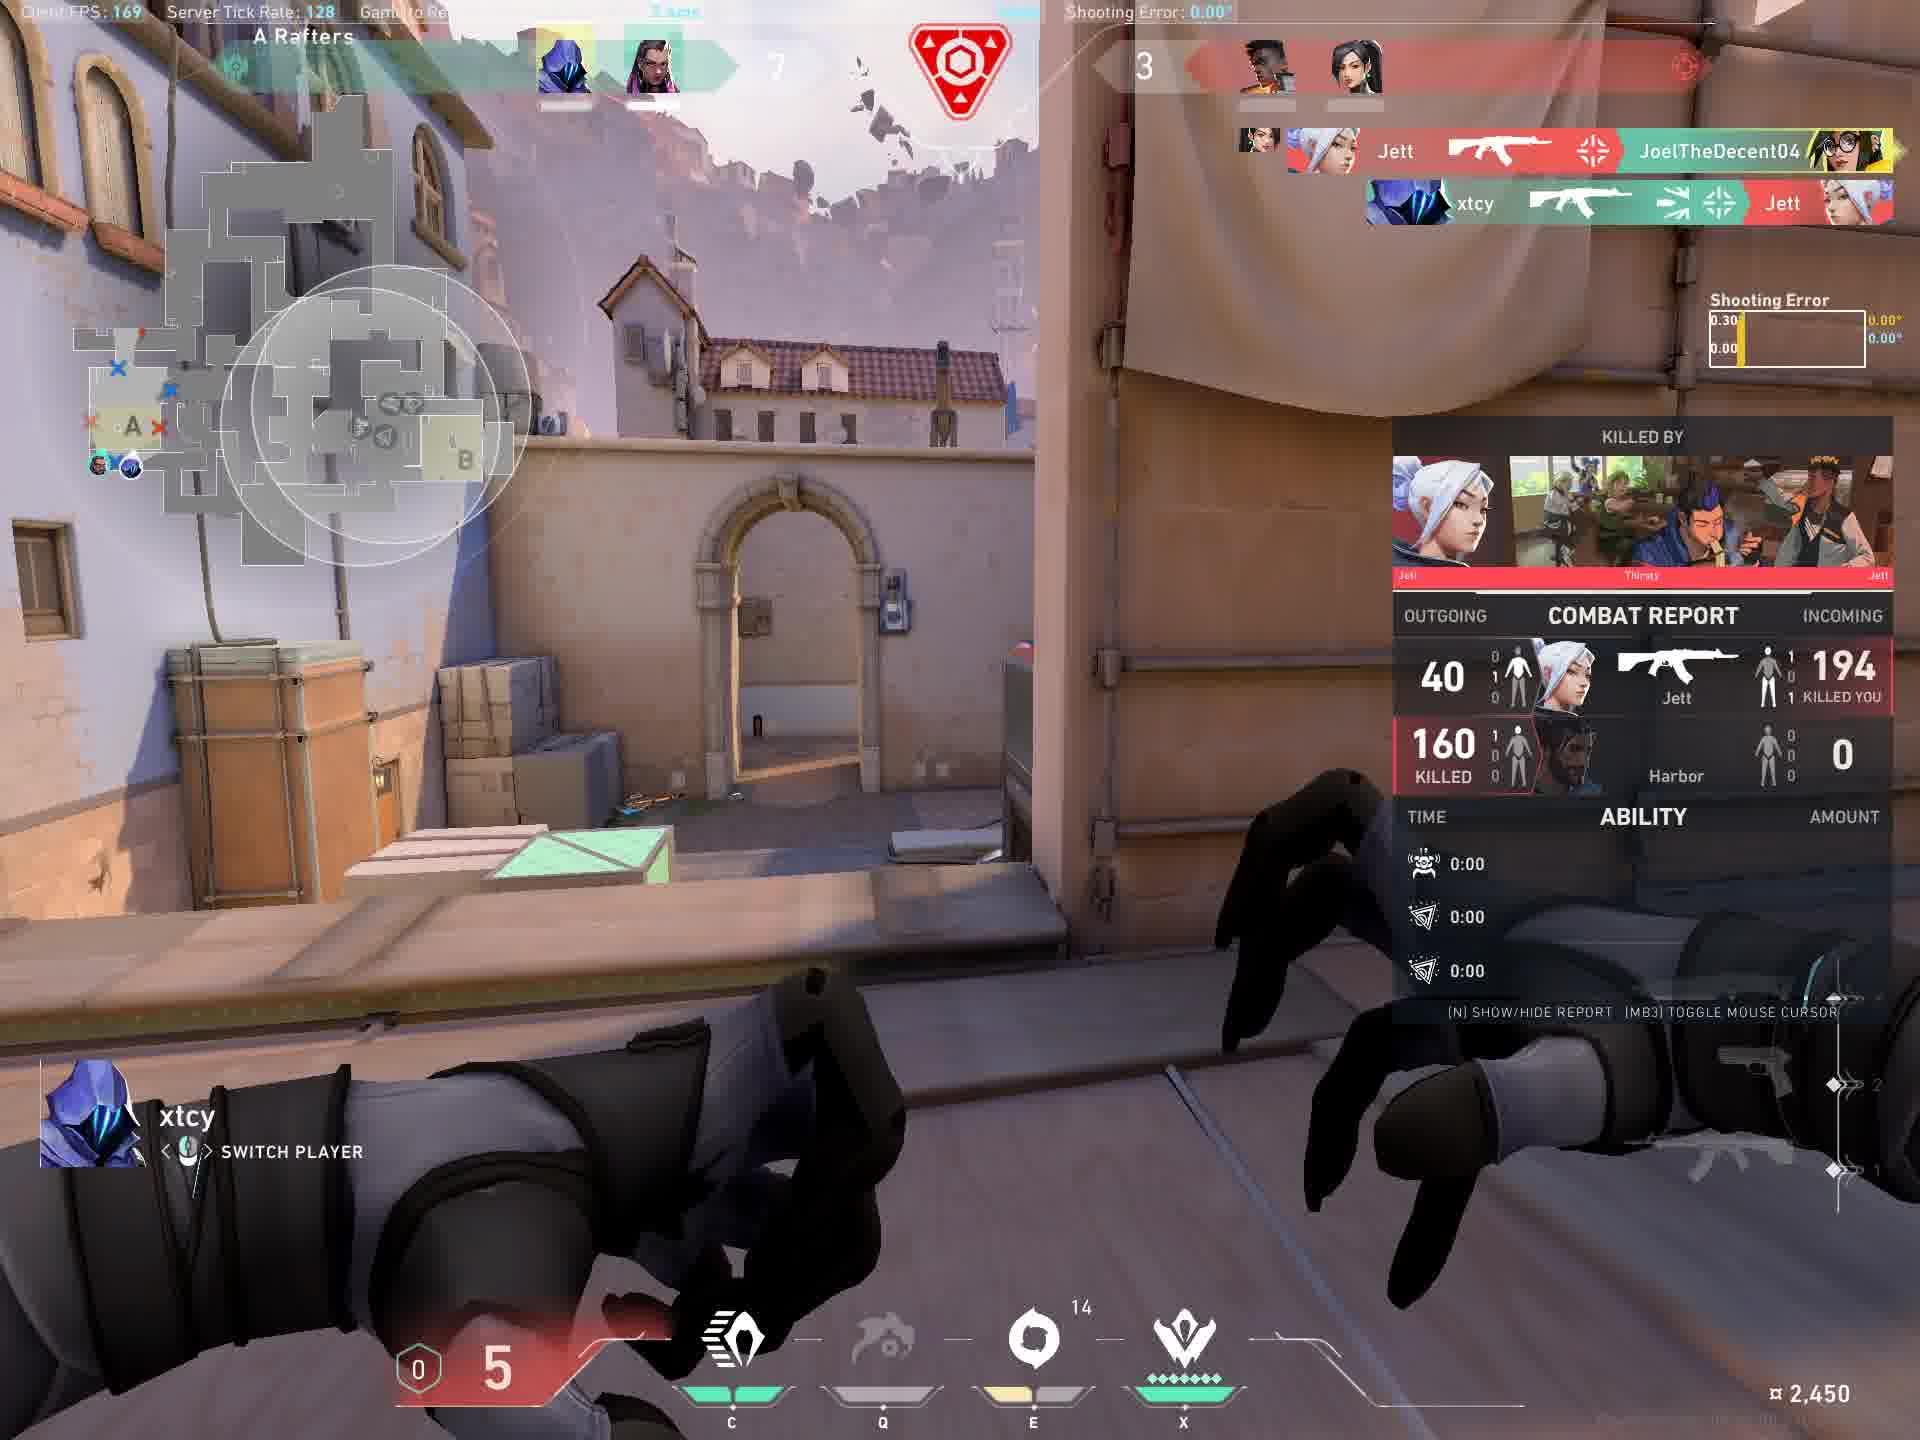 Client FPS: 169
Server Tick Rate: 128
Shooting Error: 0.00°
A Rafters
7
3
Jett
JoelTheDecent04
xtcy
Jett
Shooting Error
0.30
0.00
0.00°
0.00°
A
B
KILLED BY
Jett
Thirsty
Jett
OUTGOING
COMBAT REPORT
INCOMING
40
0
1
0
Jett
1
0
1
194
KILLED YOU
160
KILLED
1
0
0
Harbor
0
0
0
0
TIME
ABILITY
AMOUNT
0:00
0:00
0:00
[N] SHOW/HIDE REPORT [MB3] TOGGLE MOUSE CURSOR
2
1
xtcy
< > SWITCH PLAYER
0
5
14
C
Q
E
X
¤ 2,450